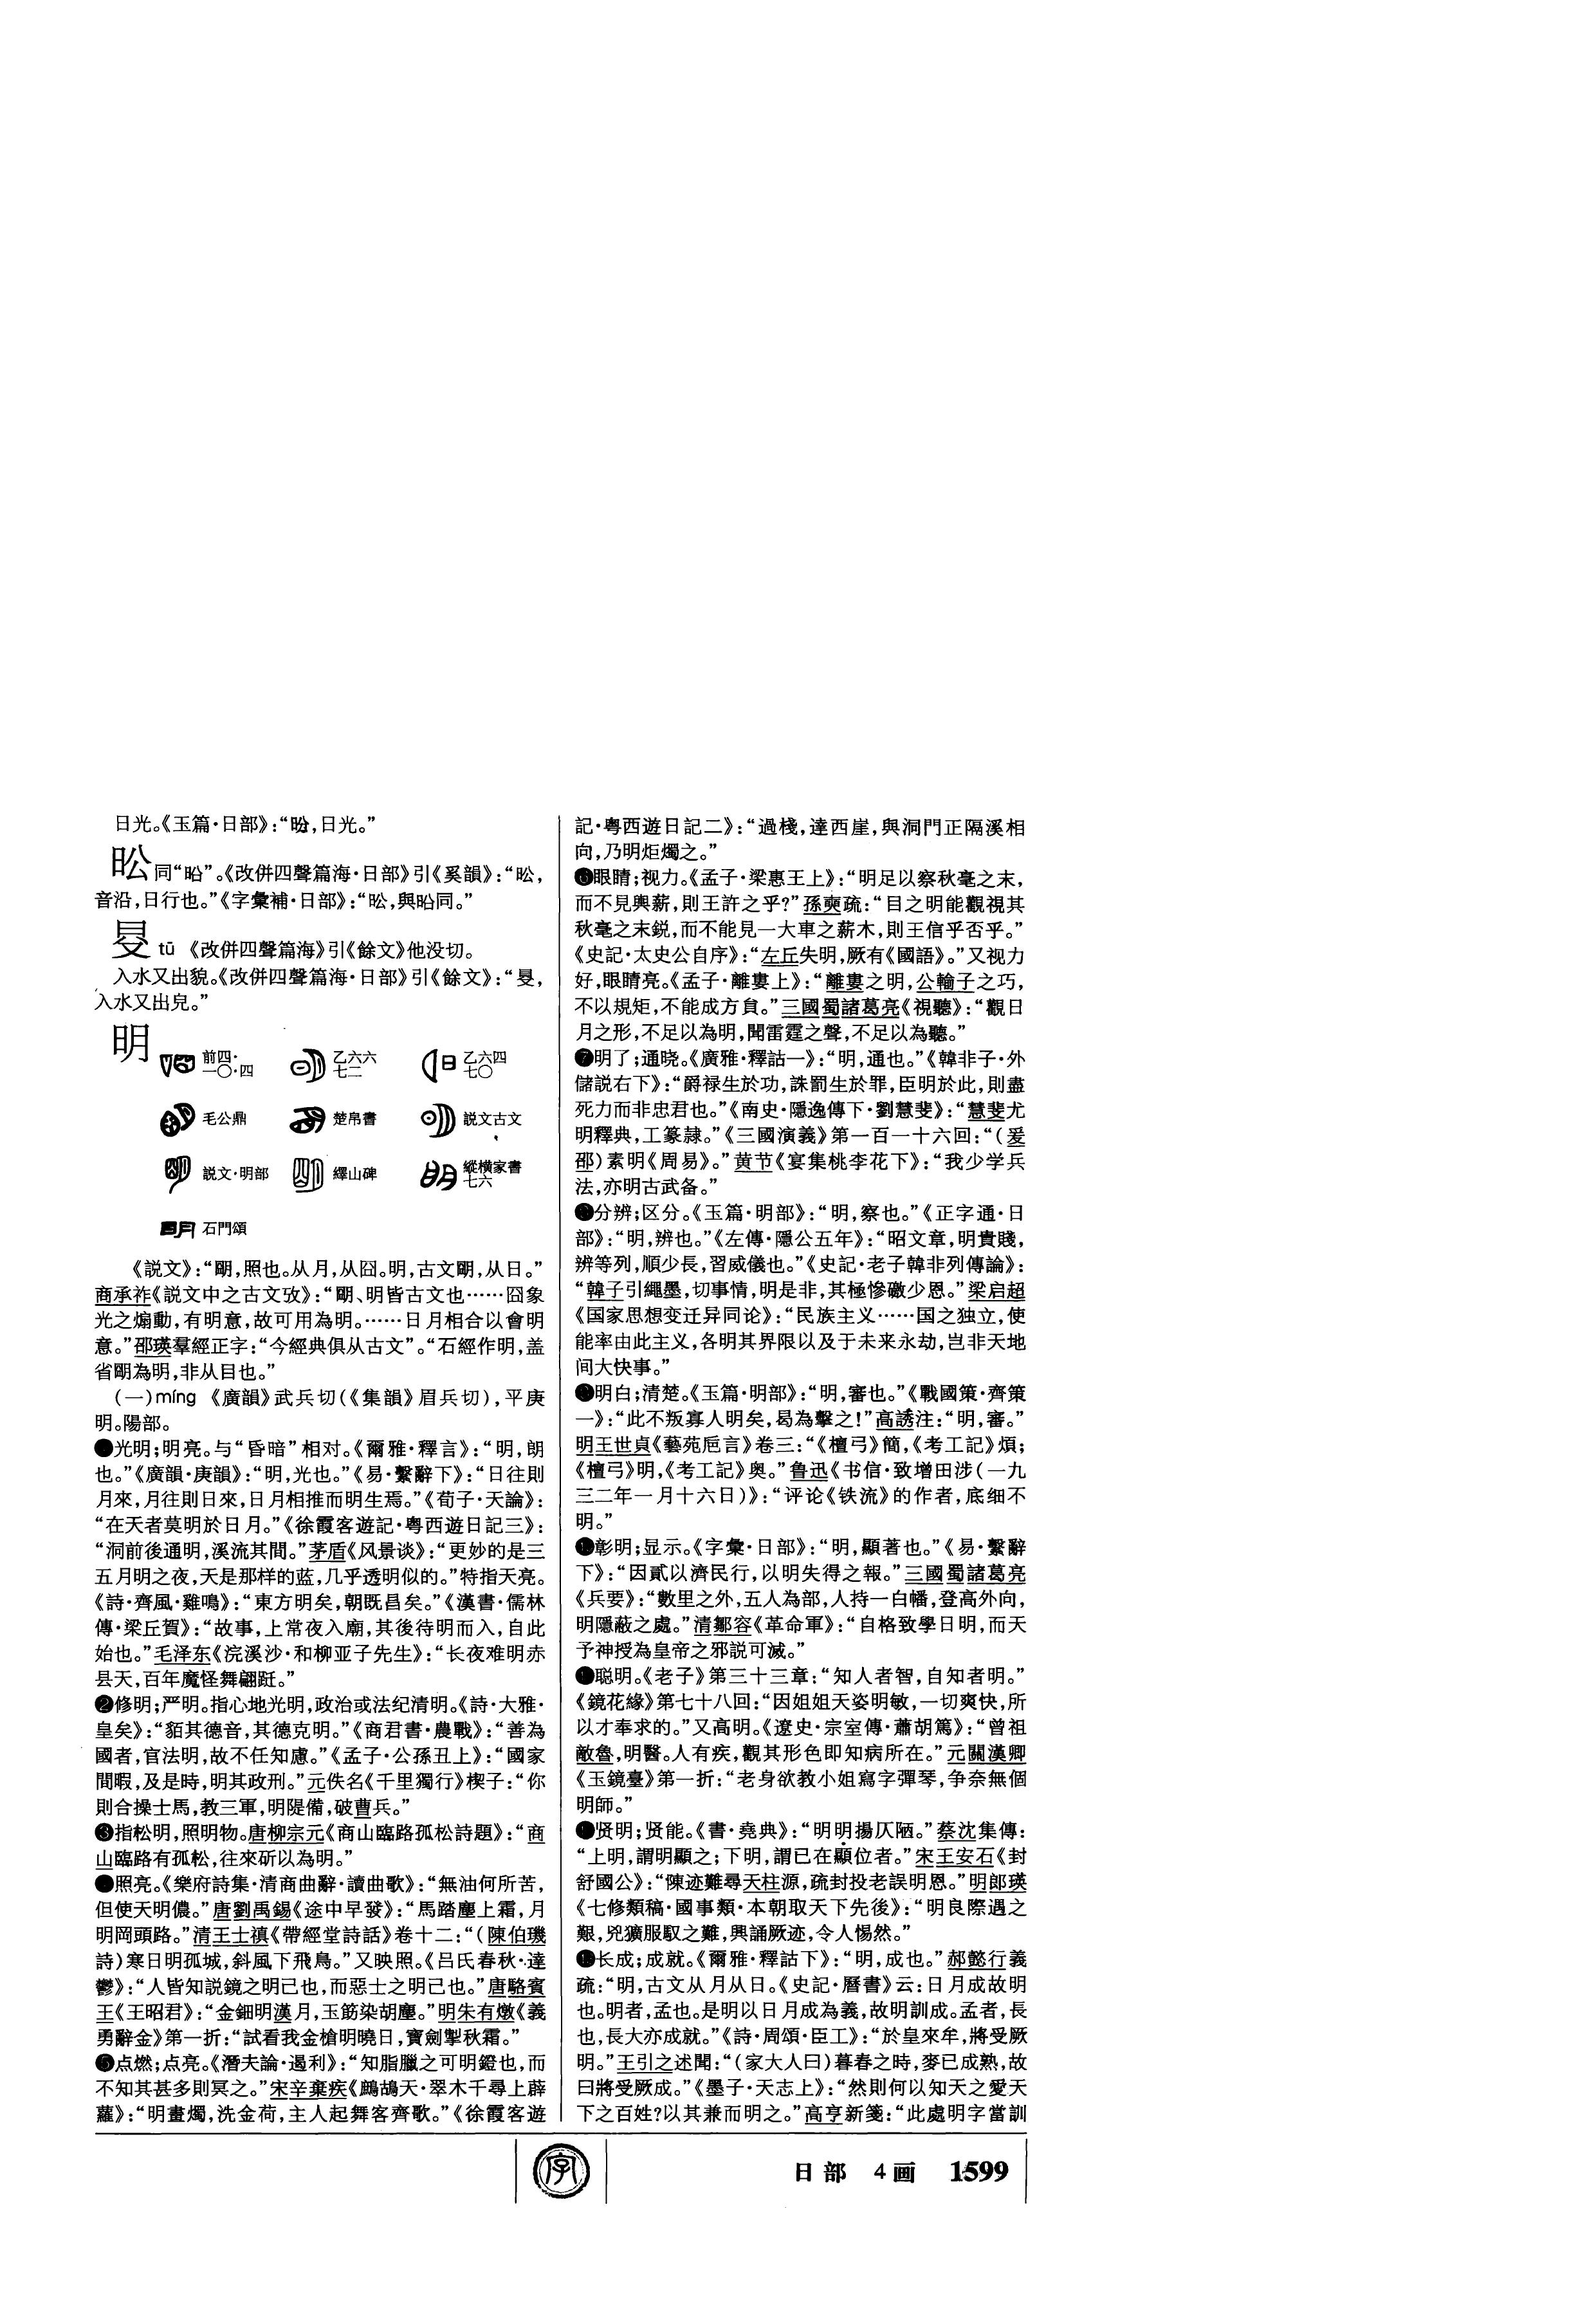 日光。《玉篇·日部》：“昐，日光。”
㕣同“㕣”。《改併四聲篇海·日部》引《奚韻》：“，
音沿，日行也。”《字彙補·日部》：“，與同。”
旻 tū 《改併四聲篇海》引《餘文》他没切。
入水又出貌。《改併四聲篇海·日部》引《餘文》：“，
入水又出皃。”
明
前四·一〇·四 乙六六七二 乙六四七〇
毛公鼎 楚帛書 説文古文
説文·明部 繹山碑 縱横家書七六
石門頌
《説文》：“朙，照也。从月，从囧。明，古文朙，从日。”
商承祚《説文中之古文攷》：“朙、明皆古文也……囧象
光之煽動，有明意，故可用為明。……日月相合以會明
意。”邵瑛羣經正字：“今經典俱从古文”。“石經作明，盖
省朙為明，非从目也。”
(一)míng 《廣韻》武兵切(《集韻》眉兵切)，平庚
明。陽部。
●光明；明亮。与“昏暗”相对。《爾雅·釋言》：“明，朗
也。”《廣韻·庚韻》：“明，光也。”《易·繫辭下》：“日往則
月來，月往則日來，日月相推而明生焉。”《荀子·天論》：
“在天者莫明於日月。”《徐霞客遊記·粤西遊日記三》：
“洞前後通明，溪流其間。”茅盾《风景谈》：“更妙的是三
五月明之夜，天是那样的蓝，几乎透明似的。”特指天亮。
《詩·齊風·雞鳴》：“東方明矣，朝既昌矣。”《漢書·儒林
傳·梁丘賀》：“故事，上常夜入廟，其後待明而入，自此
始也。”毛泽东《浣溪沙·和柳亚子先生》：“长夜难明赤
县天，百年魔怪舞翩跹。”
❷修明；严明。指心地光明，政治或法纪清明。《詩·大雅·
皇矣》：“貊其德音，其德克明。”《商君書·農戰》：“善為
國者，官法明，故不任知慮。”《孟子·公孫丑上》：“國家
間暇，及是時，明其政刑。”元佚名《千里獨行》楔子：“你
則合操士馬，教三軍，明隄備，破曹兵。”
❸指松明，照明物。唐柳宗元《商山臨路孤松詩題》：“商
山臨路有孤松，往來斫以為明。”
●照亮。《樂府詩集·清商曲辭·讀曲歌》：“無油何所苦，
但使天明儂。”唐劉禹錫《途中早發》：“馬踏塵上霜，月
明岡頭路。”清王士禛《帶經堂詩話》卷十二：“(陳伯璣
詩)寒日明孤城，斜風下飛鳥。”又映照。《吕氏春秋·達
鬱》：“人皆知説鏡之明己也，而惡士之明己也。”唐駱賓
王《王昭君》：“金鈿明漢月，玉筯染胡塵。”明朱有燉《義
勇辭金》第一折：“試看我金槍明曉日，寶劍掣秋霜。”
❺点燃；点亮。《潛夫論·遏利》：“知脂臘之可明鐙也，而
不知其甚多則冥之。”宋辛棄疾《鷓鴣天·翠木千尋上薜
蘿》：“明畫燭，洗金荷，主人起舞客齊歌。”《徐霞客遊
記·粤西遊日記二》：“過棧，達西崖，與洞門正隔溪相
向，乃明炬燭之。”
❻眼睛；视力。《孟子·梁惠王上》：“明足以察秋毫之末，
而不見輿薪，則王許之乎？”孫奭疏：“目之明能觀視其
秋毫之末鋭，而不能見一大車之薪木，則王信乎否乎。”
《史記·太史公自序》：“左丘失明，厥有《國語》。”又视力
好，眼睛亮。《孟子·離婁上》：“離婁之明，公輸子之巧，
不以規矩，不能成方員。”三國蜀諸葛亮《視聽》：“觀日
月之形，不足以為明，聞雷霆之聲，不足以為聽。”
❼明了；通晓。《廣雅·釋詁一》：“明，通也。”《韓非子·外
儲説右下》：“爵禄生於功，誅罰生於罪，臣明於此，則盡
死力而非忠君也。”《南史·隱逸傳下·劉慧斐》：“慧斐尤
明釋典，工篆隸。”《三國演義》第一百一十六回：“(爰
邵)素明《周易》。”黄节《宴集桃李花下》：“我少学兵
法，亦明古武备。”
●分辨；区分。《玉篇·明部》：“明，察也。”《正字通·日
部》：“明，辨也。”《左傳·隱公五年》：“昭文章，明貴賤，
辨等列，順少長，習威儀也。”《史記·老子韓非列傳論》：
“韓子引繩墨，切事情，明是非，其極慘礉少恩。”梁启超
《国家思想变迁异同论》：“民族主义……国之独立，使
能率由此主义，各明其界限以及于未来永劫，岂非天地
间大快事。”
●明白；清楚。《玉篇·明部》：“明，審也。”《戰國策·齊策
一》：“此不叛寡人明矣，曷為擊之！”高誘注：“明，審。”
明王世貞《藝苑卮言》卷三：“《檀弓》簡，《考工記》煩；
《檀弓》明，《考工記》奥。”鲁迅《书信·致增田涉(一九
三二年一月十六日)》：“评论《铁流》的作者，底细不
明。”
●彰明；显示。《字彙·日部》：“明，顯著也。”《易·繫辭
下》：“因貳以濟民行，以明失得之報。”三國蜀諸葛亮
《兵要》：“數里之外，五人為部，人持一白幡，登高外向，
明隱蔽之處。”清鄒容《革命軍》：“自格致學日明，而天
予神授為皇帝之邪説可滅。”
●聪明。《老子》第三十三章：“知人者智，自知者明。”
《鏡花緣》第七十八回：“因姐姐天姿明敏，一切爽快，所
以才奉求的。”又高明。《遼史·宗室傳·蕭胡篤》：“曾祖
敵魯，明醫。人有疾，觀其形色即知病所在。”元關漢卿
《玉鏡臺》第一折：“老身欲教小姐寫字彈琴，争奈無個
明師。”
●贤明；贤能。《書·堯典》：“明明揚仄陋。”蔡沈集傳：
“上明，謂明顯之；下明，謂已在顯位者。”宋王安石《封
舒國公》：“陳迹難尋天柱源，疏封投老誤明恩。”明郎瑛
《七修類稿·國事類·本朝取天下先後》：“明良際遇之
艱，兇獷服馭之難，興誦厥迹，令人惕然。”
●长成；成就。《爾雅·釋詁下》：“明，成也。”郝懿行義
疏：“明，古文从月从日。《史記·曆書》云：日月成故明
也。明者，孟也。是明以日月成為義，故明訓成。孟者，長
也，長大亦成就。”《詩·周頌·臣工》：“於皇來牟，將受厥
明。”王引之述聞：“(家大人曰)暮春之時，麥已成熟，故
曰將受厥成。”《墨子·天志上》：“然則何以知天之愛天
下之百姓？以其兼而明之。”高亨新箋：“此處明字當訓
字
日部 4画 1599